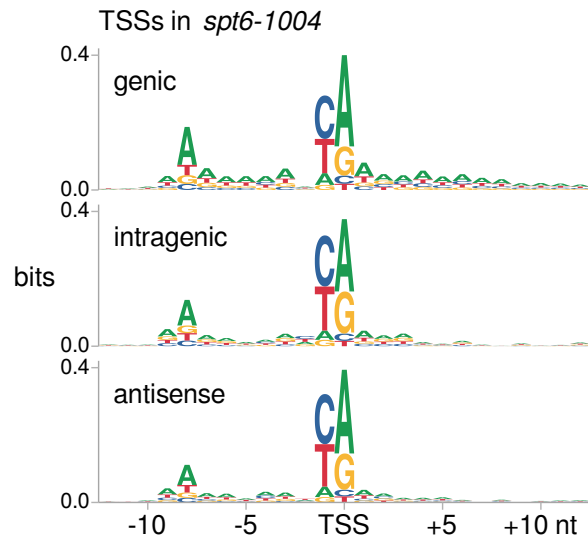 TSSs in spt6-1004
0.4
genic
0.0
0.4
intragenic
bits
0.0
0.4
antisense
0.0
-10 -5 TSS +5 +10 nt